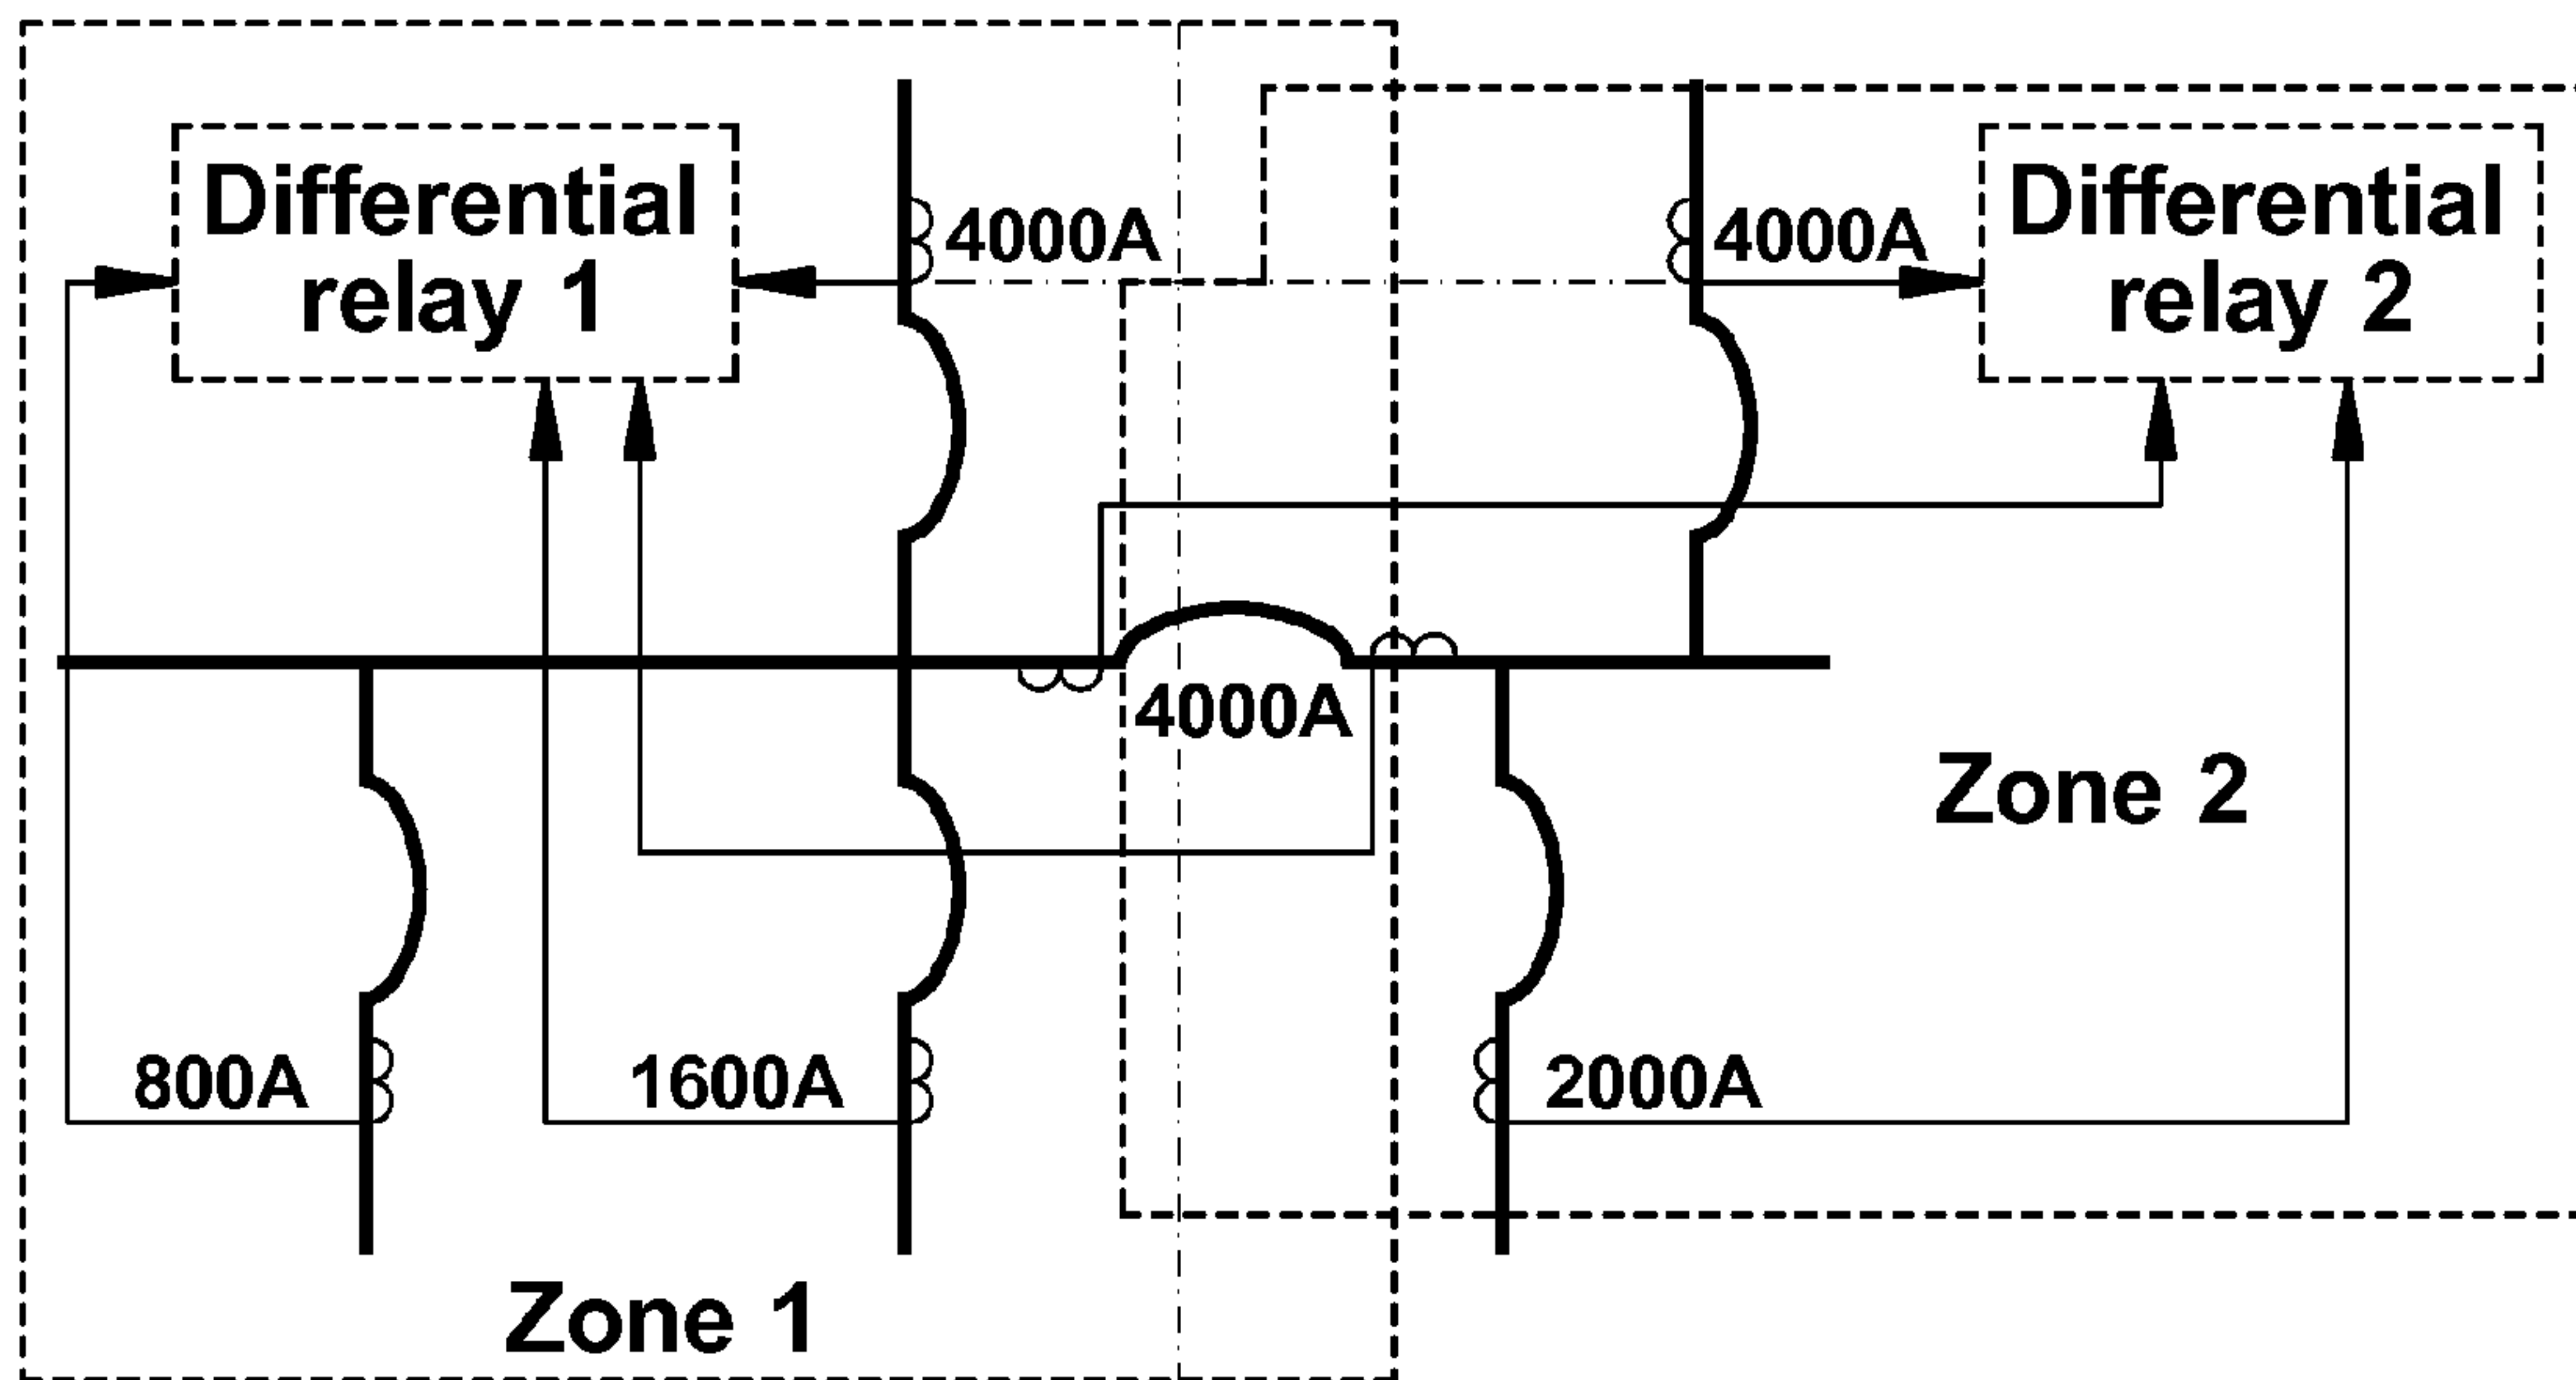 Differential
relay 1
4000A
4000A
Differential
relay 2
4000A
Zone 2
800A
1600A
2000A
Zone 1